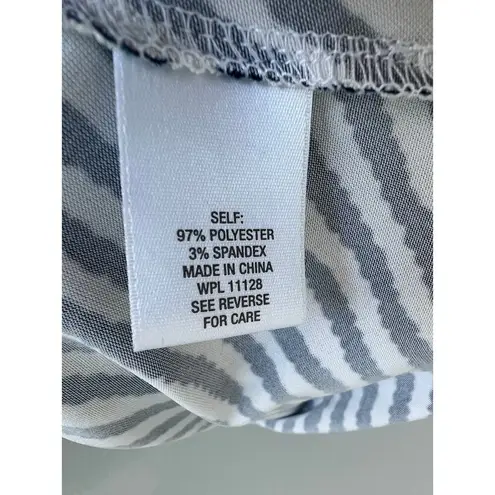 SELF:
97% POLYESTER
3% SPANDEX
MADE IN CHINA
WPL 11128
SEE REVERSE
FOR CARE